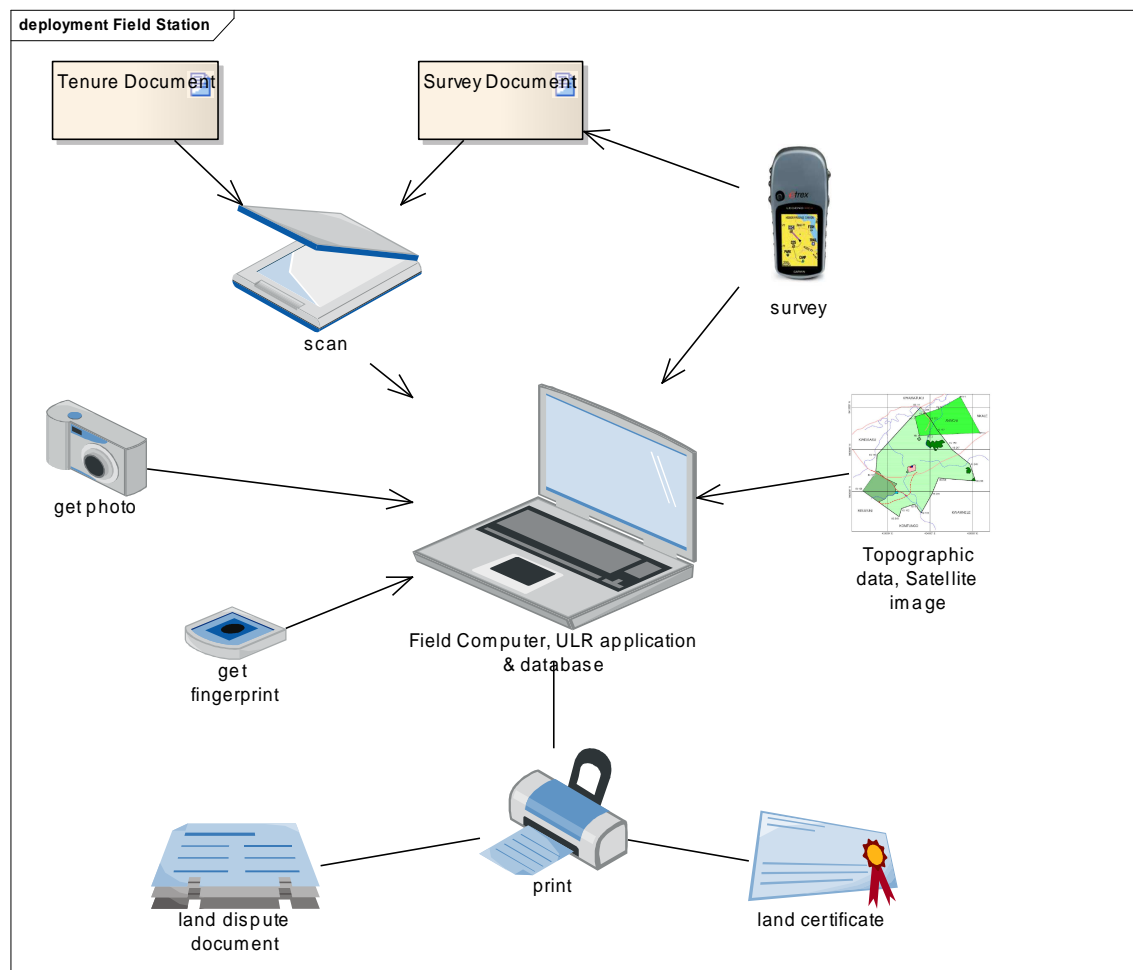 deployment Field Station
Tenure Document
Survey Document
survey
scan
get photo
Topographic
data, Satellite
image
get
fingerprint
Field Computer, ULR application
& database
print
land dispute
document
land certificate